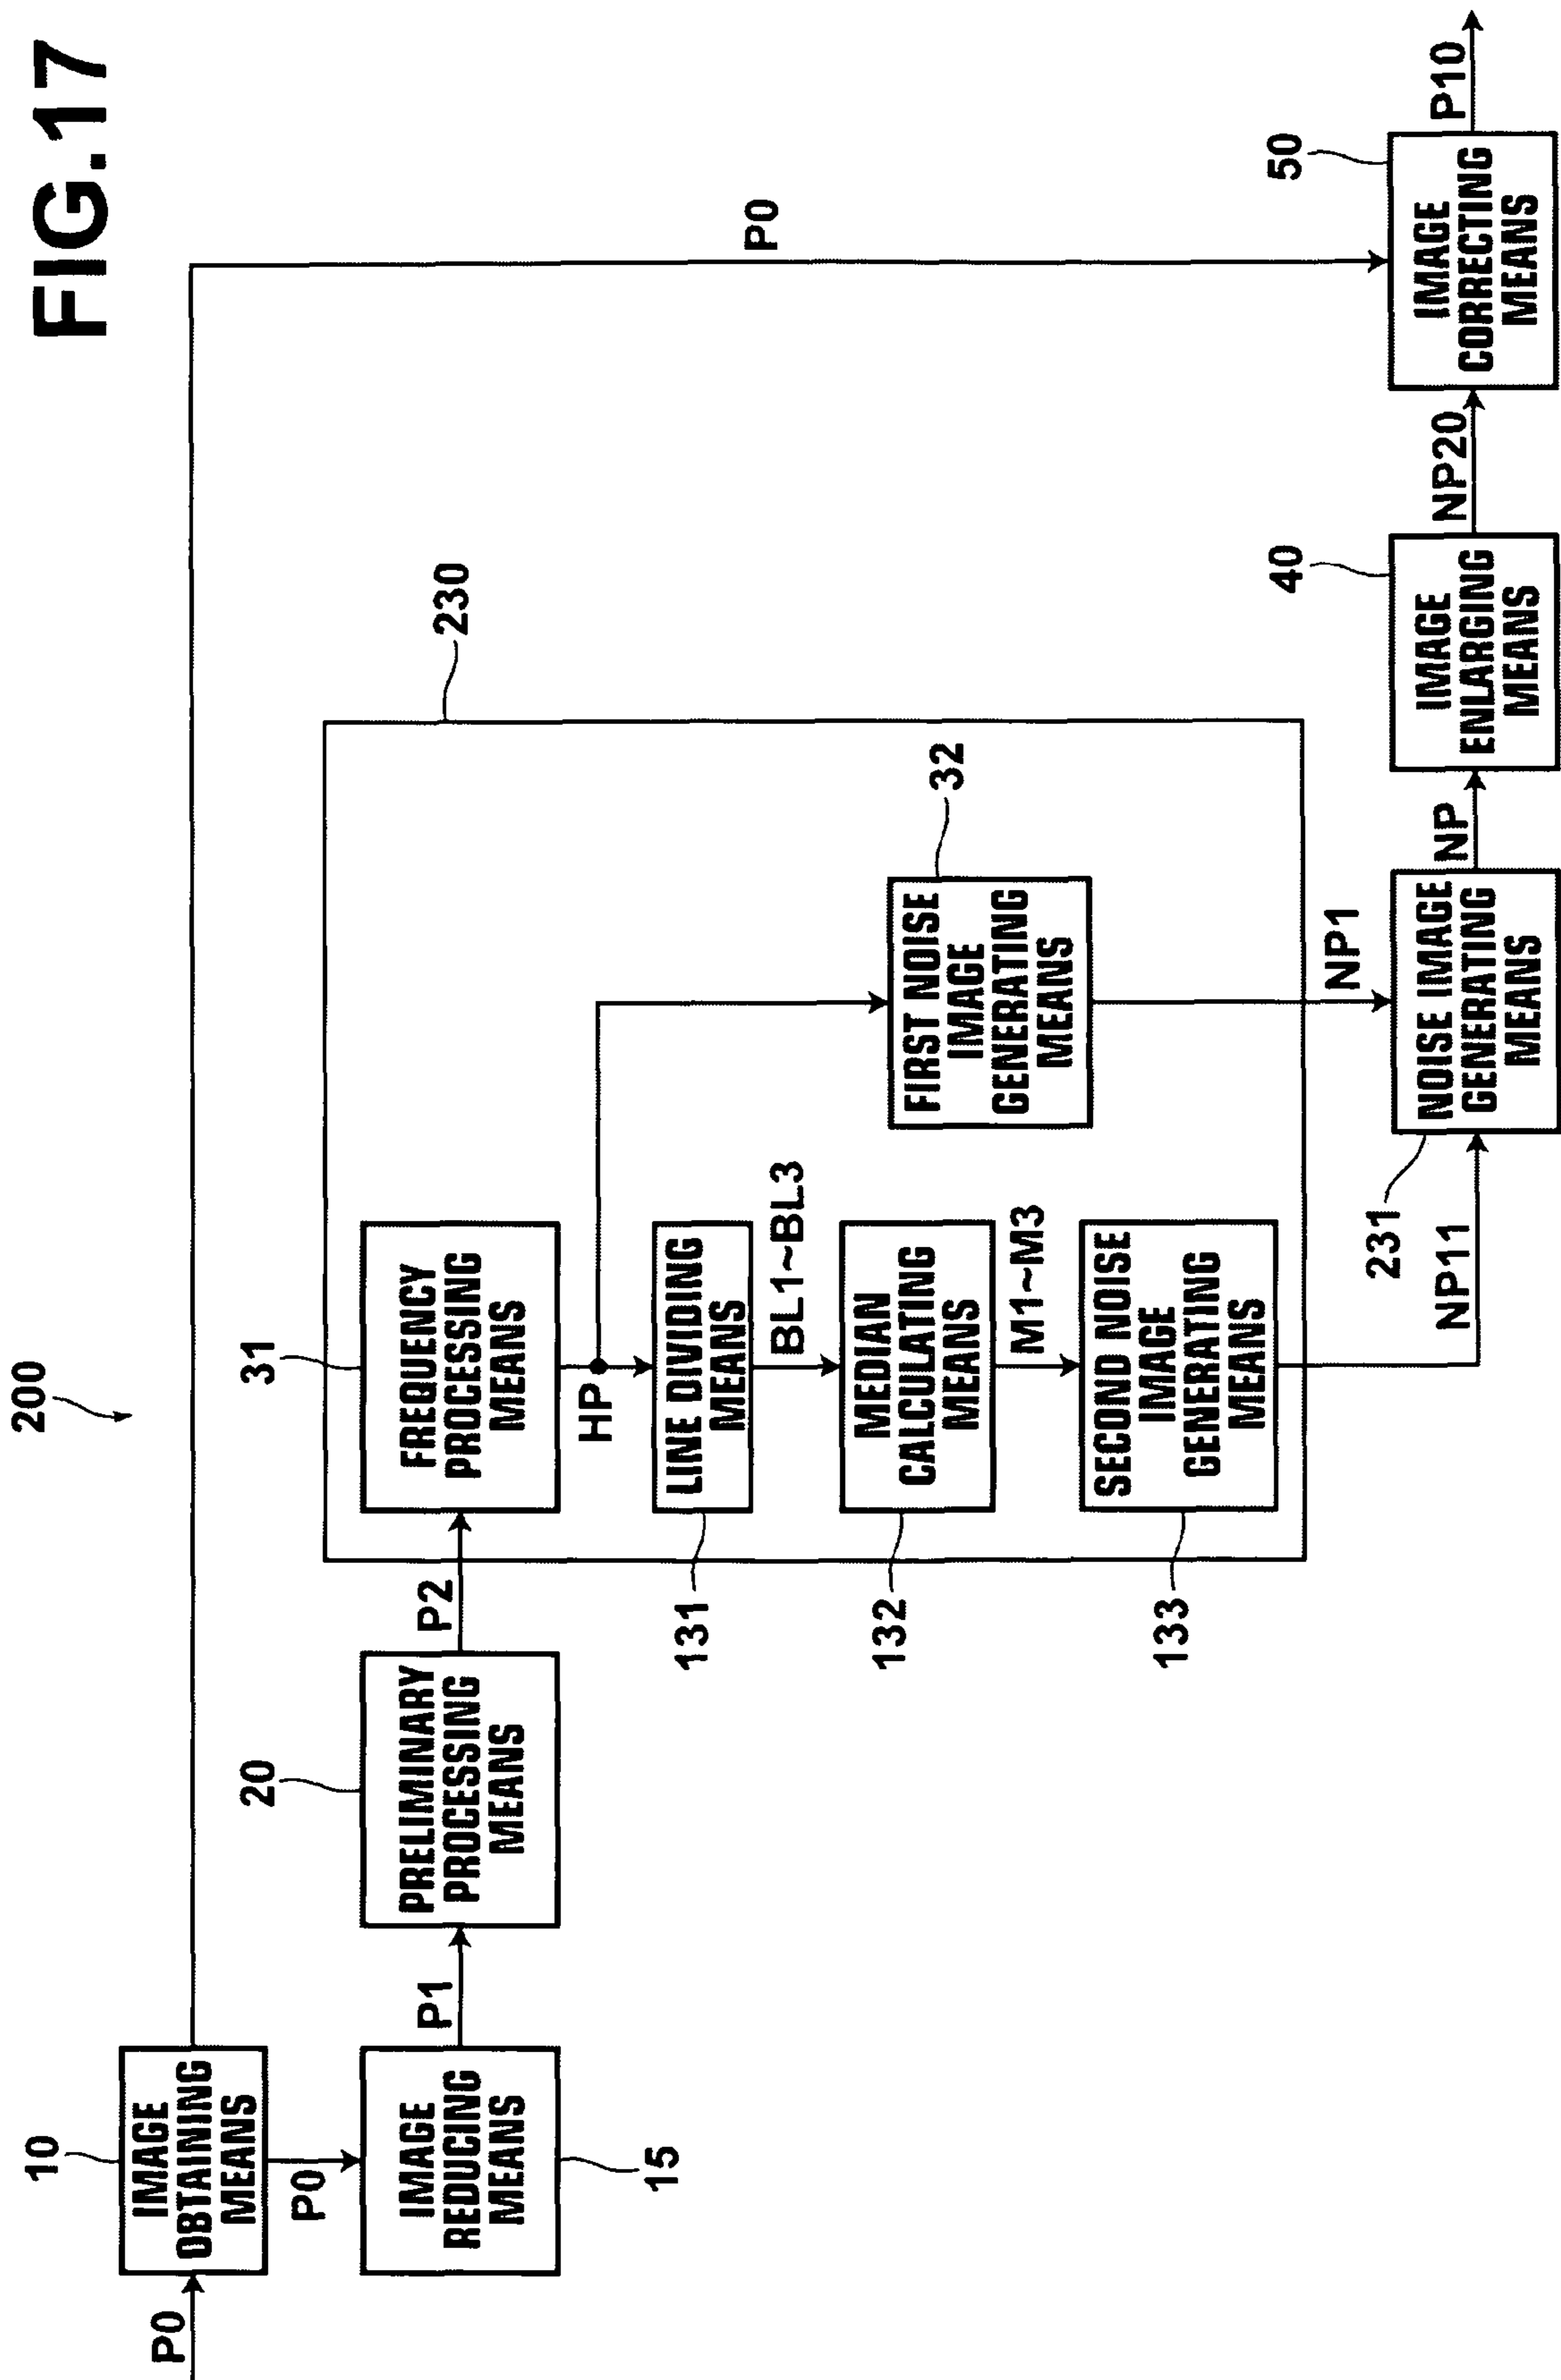 FIG.17
200
P0
10
IMAGE
OBTAINING
MEANS
P0
P0
IMAGE
REDUCING
MEANS
15
P1
20
PRELIMINARY
PROCESSING
MEANS
P2
230
31
FREQUENCY
PROCESSING
MEANS
HP
131
LINE DIVIDING
MEANS
BL1~BL3
132
MEDIAN
CALCULATING
MEANS
M1~M3
133
SECOND NOISE
IMAGE
GENERATING
MEANS
32
FIRST NOISE
IMAGE
GENERATING
MEANS
NP11
NP1
231
NOISE IMAGE
GENERATING
MEANS
NP
40
IMAGE
ENLARGING
MEANS
NP20
50
IMAGE
CORRECTING
MEANS
P10